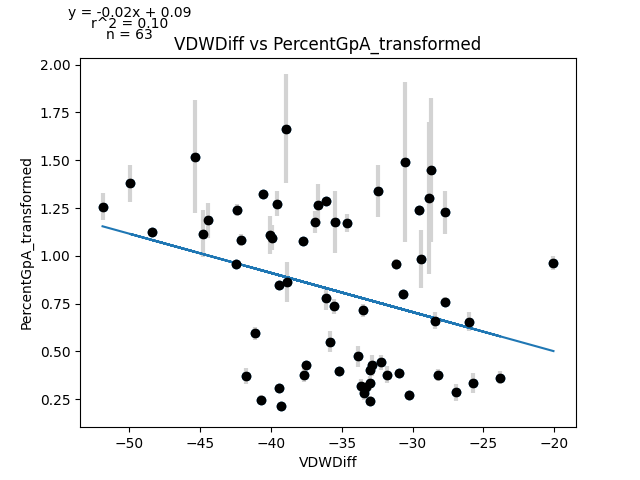 y = -0.02x + 0.09
r^2 = 0.10
n = 63
VDWDiff vs PercentGpA_transformed
2.00
1.75
1.50
1.25
1.00
0.75
0.50
0.25
PercentGpA_transformed
−50
−45
−40
−35
−30
−25
−20
VDWDiff